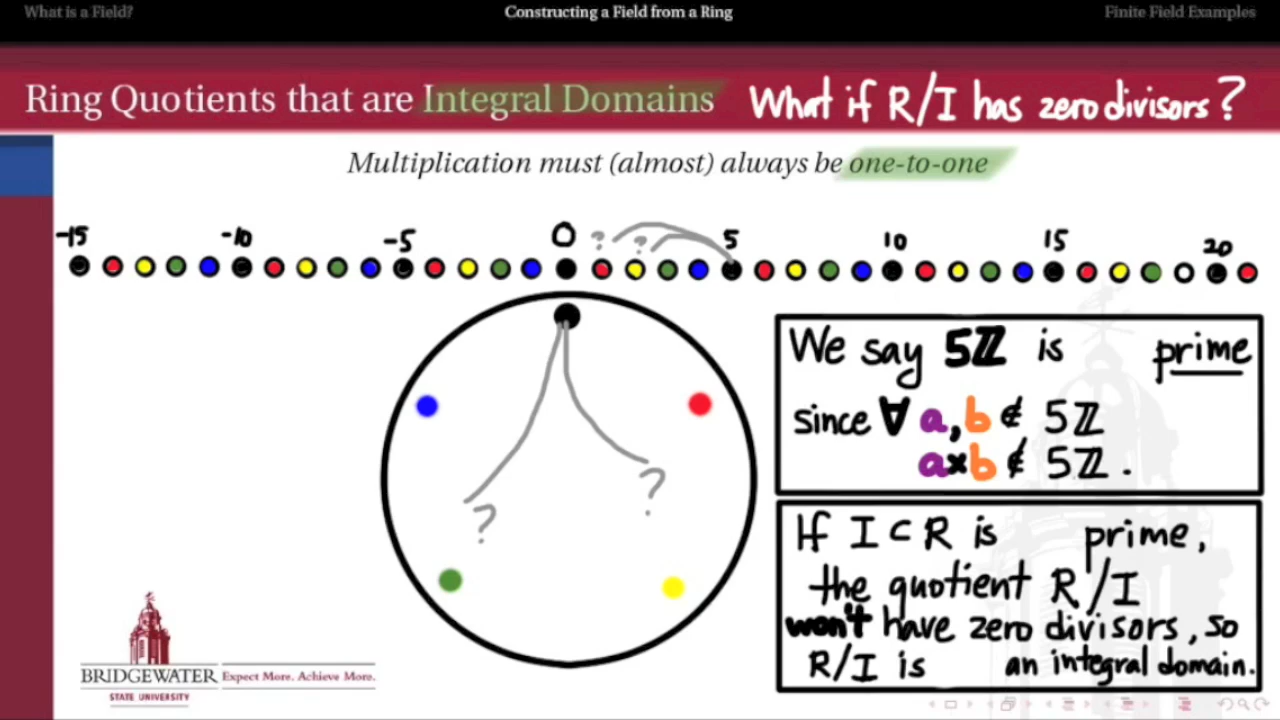 What is a Field? Constructing a Field from a Ring Finite Field Examples
Ring Quotients that are Integral Domains What if R/I has zero divisors?
Multiplication must (almost) always be one-to-one
-15 -10 -5 0 ? ? 5 10 15 20
We say 5ℤ is prime
since ∀ a,b ∉ 5ℤ
a×b ∉ 5ℤ.
? ?
If I ⊂ R is prime,
the quotient R/I
won't have zero divisors, so
R/I is an integral domain.
BRIDGEWATER Expect More. Achieve More.
STATE UNIVERSITY